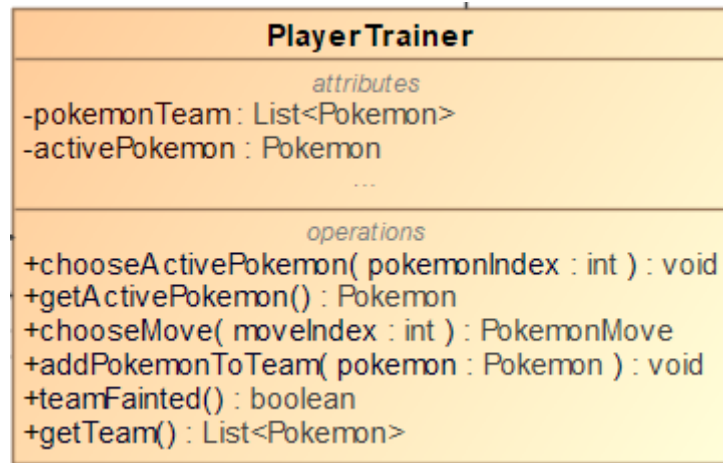 PlayerTrainer
attributes
-pokemonTeam : List<Pokemon>
-activePokemon : Pokemon
...
operations
+chooseActivePokemon( pokemonIndex : int ) : void
+getActivePokemon() : Pokemon
+chooseMove( moveIndex : int ) : PokemonMove
+addPokemonToTeam( pokemon : Pokemon ) : void
+teamFainted() : boolean
+getTeam() : List<Pokemon>